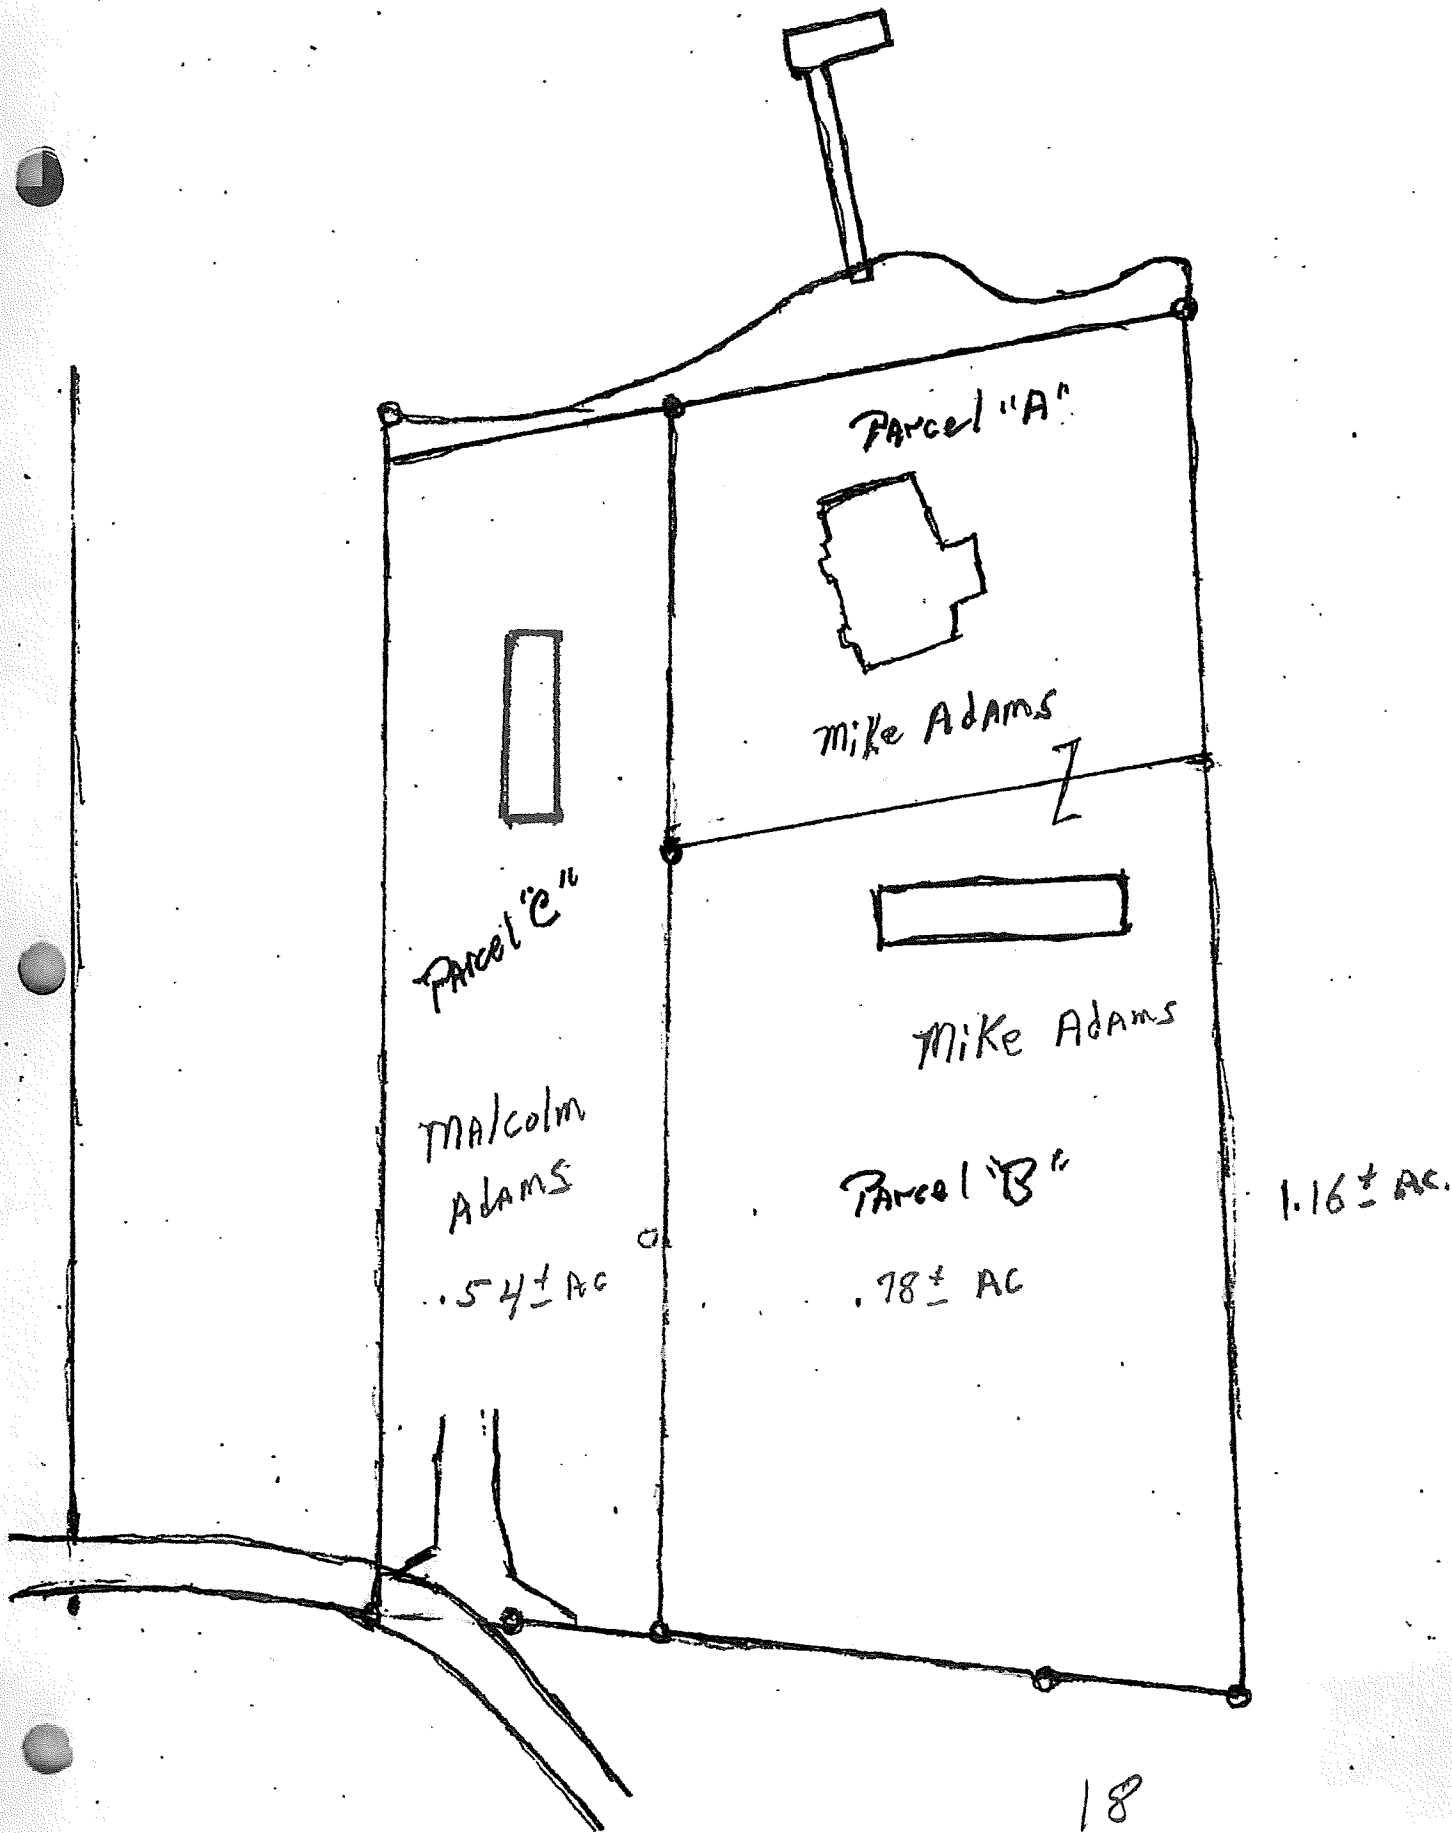 Parcel "A"
Mike Adams
Z
Mike Adams
Parcel "C"
Malcolm
Adams
.54± AC
Parcel "B"
.78± AC
1.16± AC.
18